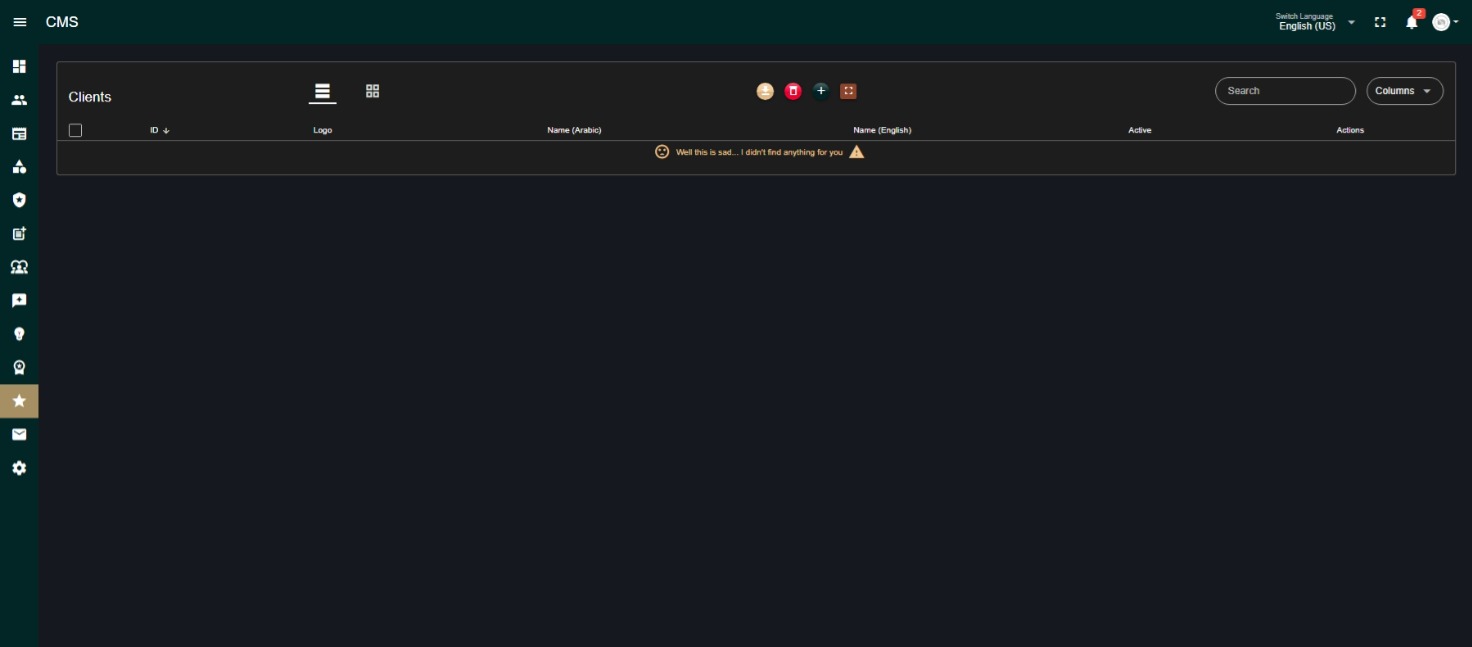 CMS
Switch Language
English (US)
2
Clients
Search
Columns
ID
Logo
Name (Arabic)
Name (English)
Active
Actions
Well this is sad... I didn't find anything for you